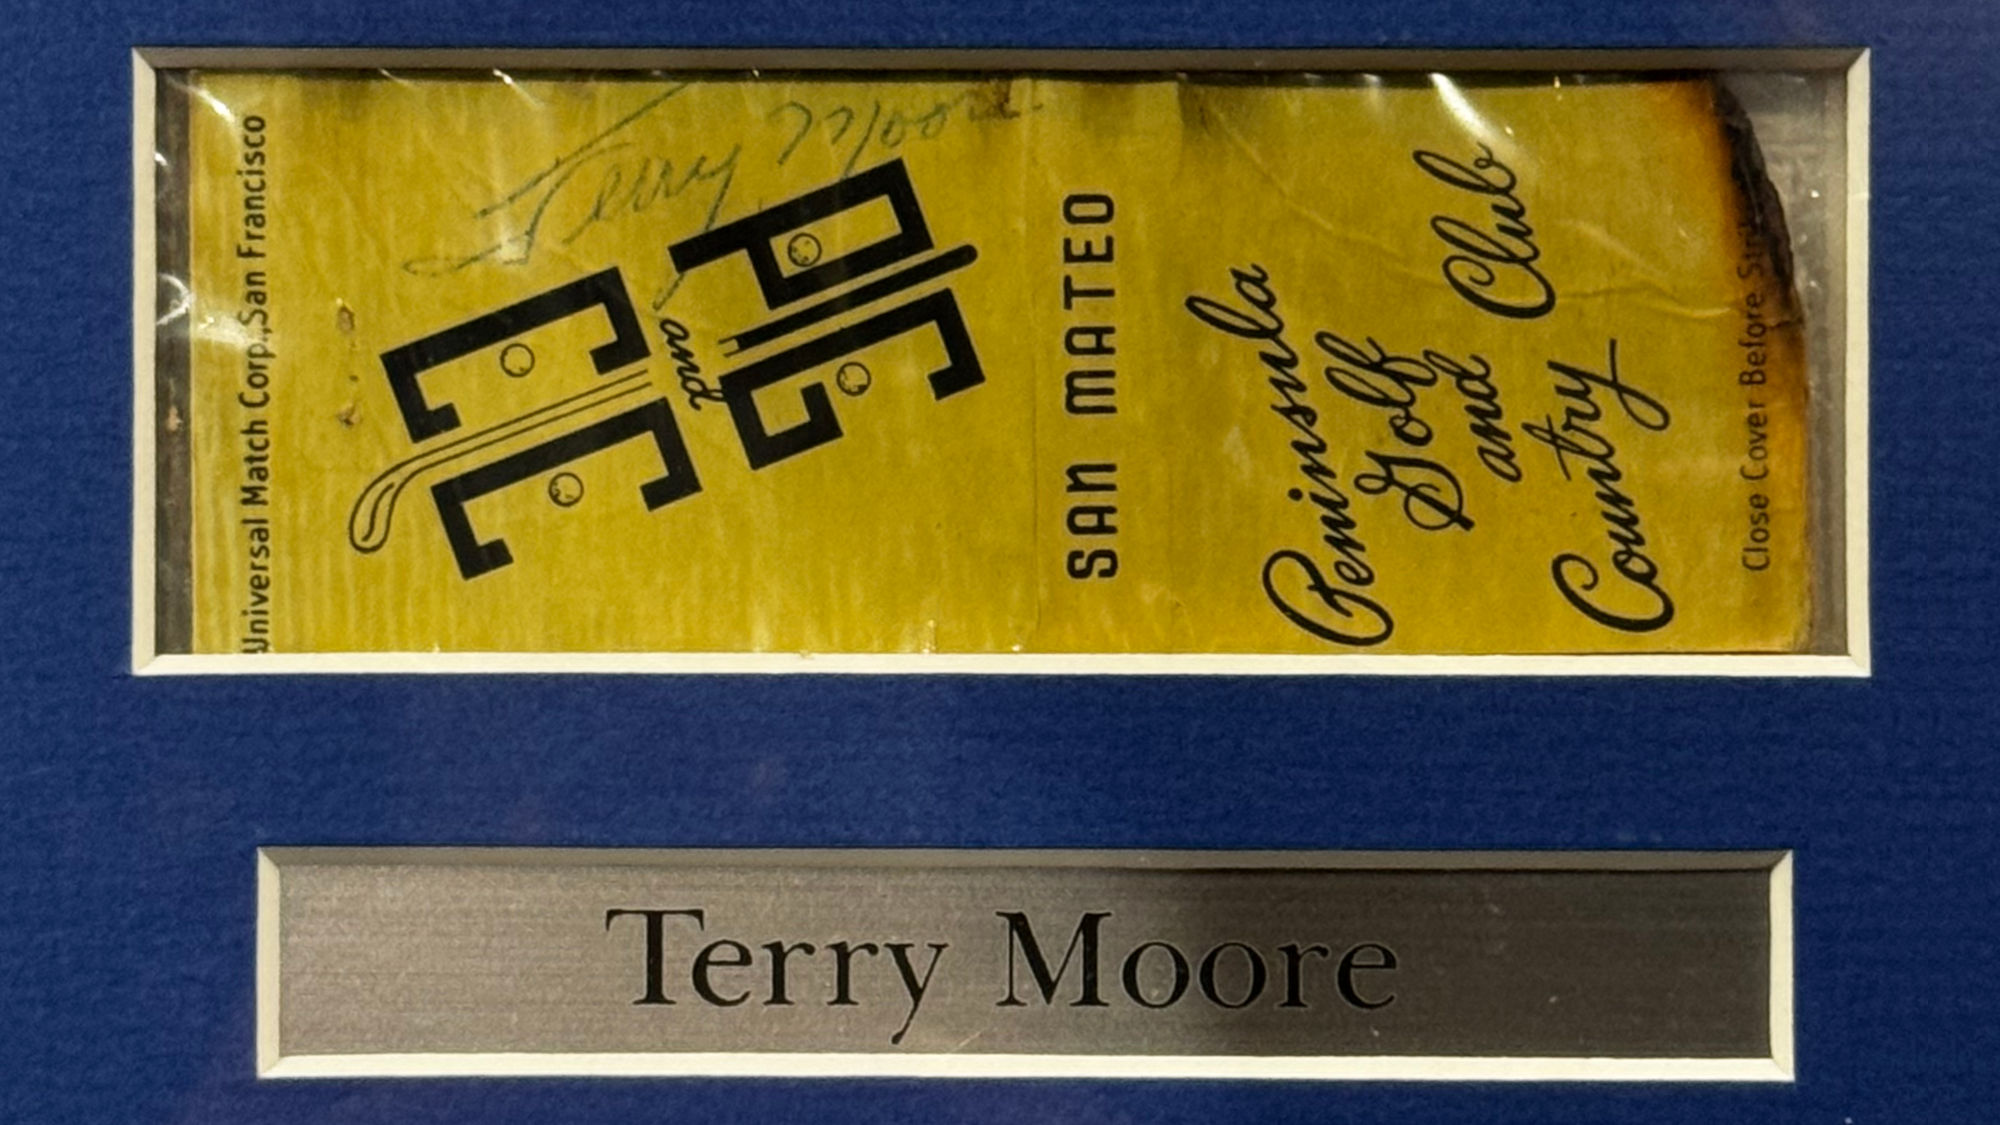 Universal Match Corp., San Francisco
Terry Moore
PG
and
CC
SAN MATEO
Peninsula
Golf
and
Country Club
Close Cover Before
Terry Moore